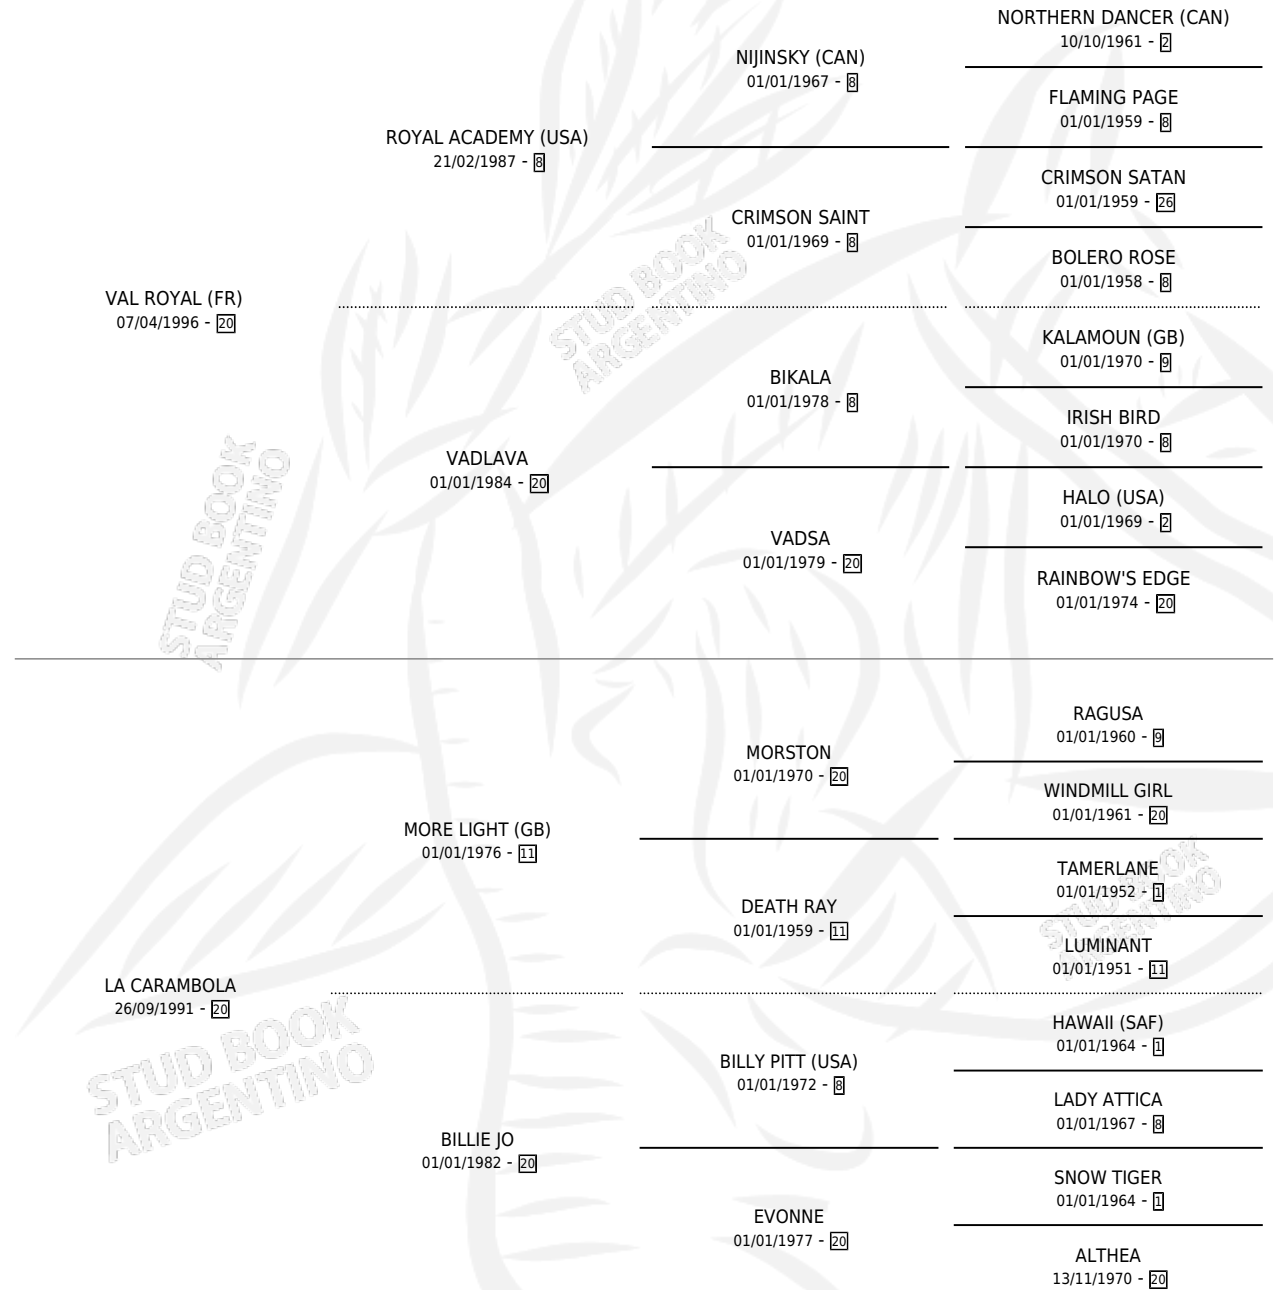 NORTHERN DANCER (CAN)
10/10/1961 - 2
NIJINSKY (CAN)
01/01/1967 - 8
FLAMING PAGE
01/01/1959 - 8
ROYAL ACADEMY (USA)
21/02/1987 - 8
CRIMSON SATAN
01/01/1959 - 26
CRIMSON SAINT
01/01/1969 - 8
BOLERO ROSE
01/01/1958 - 8
VAL ROYAL (FR)
07/04/1996 - 20
KALAMOUN (GB)
01/01/1970 - 9
BIKALA
01/01/1978 - 8
IRISH BIRD
01/01/1970 - 8
VADLAVA
01/01/1984 - 20
HALO (USA)
01/01/1969 - 2
VADSA
01/01/1979 - 20
RAINBOW'S EDGE
01/01/1974 - 20
STUD BOOK
ARGENTINO
STUD BOOK
ARGENTINO
RAGUSA
01/01/1960 - 9
MORSTON
01/01/1970 - 20
WINDMILL GIRL
01/01/1961 - 20
MORE LIGHT (GB)
01/01/1976 - 11
TAMERLANE
01/01/1952 - 1
DEATH RAY
01/01/1959 - 11
LUMINANT
01/01/1951 - 11
LA CARAMBOLA
26/09/1991 - 20
HAWAII (SAF)
01/01/1964 - 1
BILLY PITT (USA)
01/01/1972 - 8
LADY ATTICA
01/01/1967 - 8
BILLIE JO
01/01/1982 - 20
SNOW TIGER
01/01/1964 - 1
EVONNE
01/01/1977 - 20
ALTHEA
13/11/1970 - 20
STUD BOOK
ARGENTINO
STUD BOOK
ARGENTINO